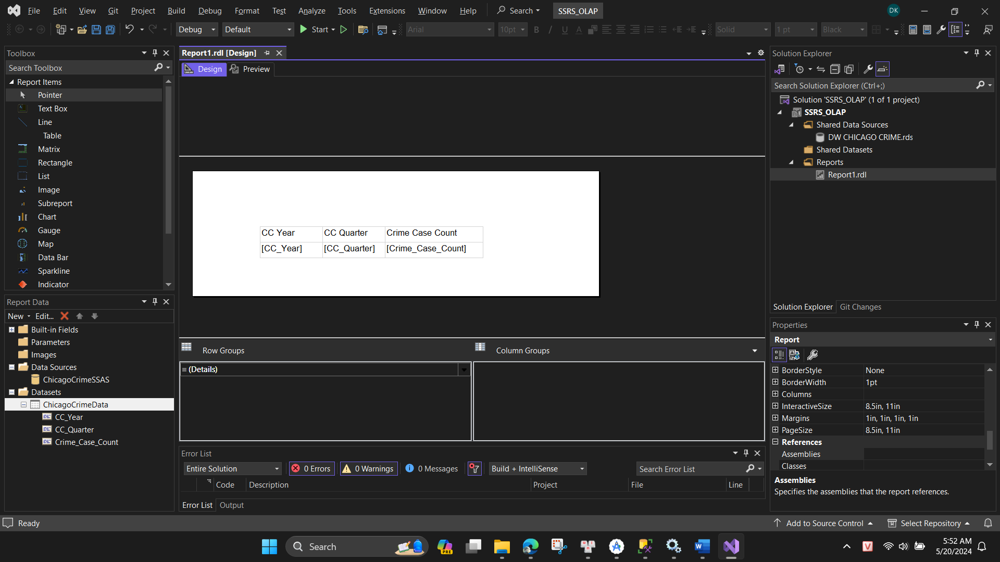 File Edit View Git Project Build Debug Format Test Analyze Tools Extensions Window Help Search SSRS_OLAP DK
Debug Default Start Arial 10pt B I U A Solid 1 pt Black
Toolbox
Search Toolbox
Report Items
Pointer
Text Box
Line
Table
Matrix
Rectangle
List
Image
Subreport
Chart
Gauge
Map
Data Bar
Sparkline
Indicator
Report Data
New Edit...
Built-in Fields
Parameters
Images
Data Sources
ChicagoCrimeSSAS
Datasets
ChicagoCrimeData
CC_Year
CC_Quarter
Crime_Case_Count
Report1.rdl [Design]
Design Preview
CC Year CC Quarter Crime Case Count
[CC_Year] [CC_Quarter] [Crime_Case_Count]
Row Groups Column Groups
(Details)
Error List
Entire Solution 0 Errors 0 Warnings 0 Messages Build + IntelliSense Search Error List
Code Description Project File Line
Error List Output
Solution Explorer
Search Solution Explorer (Ctrl+;)
Solution 'SSRS_OLAP' (1 of 1 project)
SSRS_OLAP
Shared Data Sources
DW CHICAGO CRIME.rds
Shared Datasets
Reports
Report1.rdl
Solution Explorer Git Changes
Properties
Report
BorderStyle None
BorderWidth 1pt
Columns
InteractiveSize 8.5in, 11in
Margins 1in, 1in, 1in, 1in
PageSize 8.5in, 11in
References
Assemblies
Classes
Assemblies
Specifies the assemblies that the report references.
Ready Add to Source Control Select Repository
Search PRE V 5:52 AM
5/20/2024